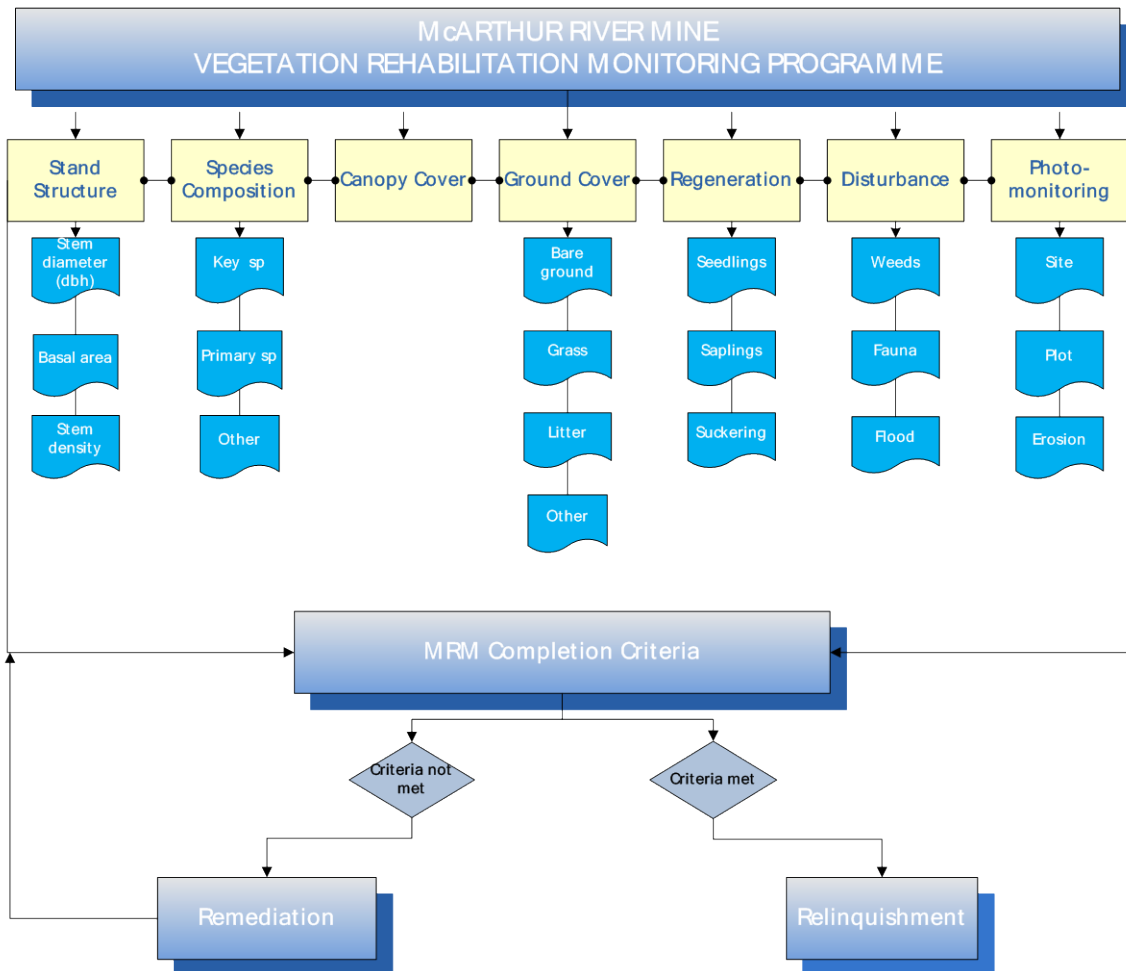 McARTHUR RIVER MINE
VEGETATION REHABILITATION MONITORING PROGRAMME
Stand
Structure
Species
Composition
Canopy Cover
Ground Cover
Regeneration
Disturbance
Photo-
monitoring
Stem
diameter
(dbh)
Basal area
Stem
density
Key sp
Primary sp
Other
Bare
ground
Grass
Litter
Other
Seedlings
Saplings
Suckering
Weeds
Fauna
Flood
Site
Plot
Erosion
MRM Completion Criteria
Criteria not
met
Criteria met
Remediation
Relinquishment